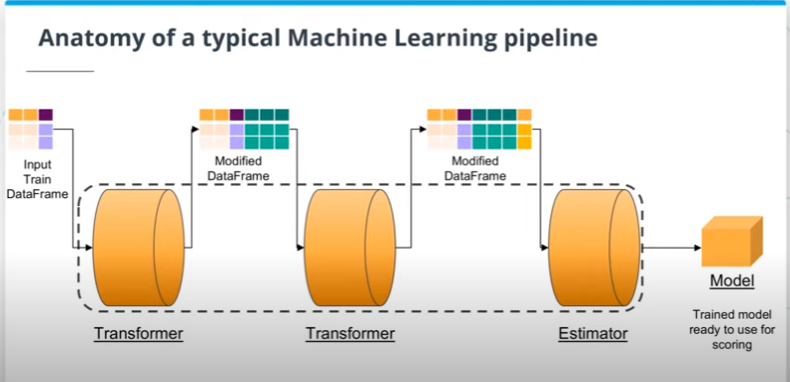 Anatomy of a typical Machine Learning pipeline
Input
Train
DataFrame
Modified
DataFrame
Modified
DataFrame
Transformer
Transformer
Estimator
Model
Trained model
ready to use for
scoring